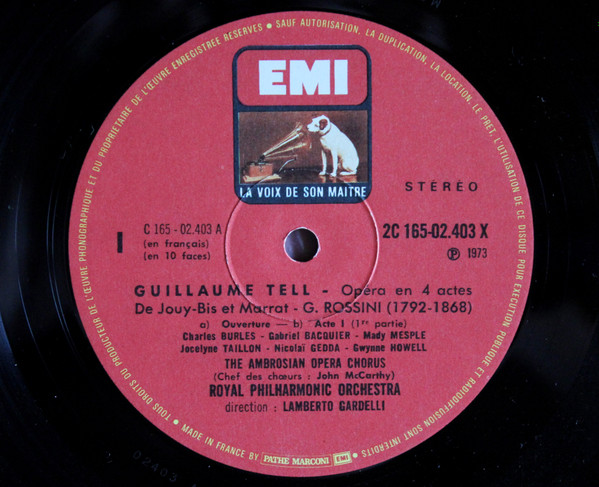 TOUS DROITS DU PRODUCTEUR DE L'ŒUVRE PHONOGRAPHIQUE ET DU PROPRIETAIRE DE L'ŒUVRE ENREGISTREE RESERVES • SAUF AUTORISATION, LA DUPLICATION, LA LOCATION, LE PRET, L'UTILISATION DE CE DISQUE POUR EXECUTION PUBLIQUE ET RADIODIFFUSION SONT INTERDITS •
EMI
LA VOIX DE SON MAITRE
STÉRÉO
I
C 165 - 02.403 A
(en français)
(en 10 faces)
2C 165-02.403 X
Ⓟ 1973
GUILLAUME TELL - Opéra en 4 actes
De Jouy-Bis et Marrat - G. ROSSINI (1792-1868)
a) Ouverture — b) Acte I (1re partie)
Charles BURLES - Gabriel BACQUIER - Mady MESPLE
Jocelyne TAILLON - Nicolaï GEDDA - Gwynne HOWELL
THE AMBROSIAN OPERA CHORUS
(Chef des chœurs : John McCarthy)
ROYAL PHILHARMONIC ORCHESTRA
direction : LAMBERTO GARDELLI
MADE IN FRANCE BY PATHE MARCONI EMI
02403